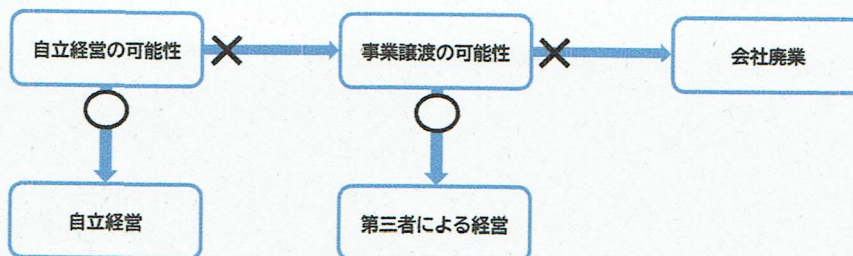 自立経営の可能性
事業譲渡の可能性
会社廃業
自立経営
第三者による経営